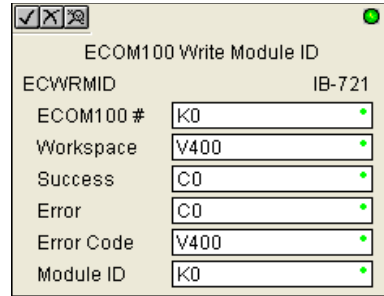 ECOM100 Write Module ID
ECWRMID IB-721
ECOM100 # K0
Workspace V400
Success C0
Error C0
Error Code V400
Module ID K0